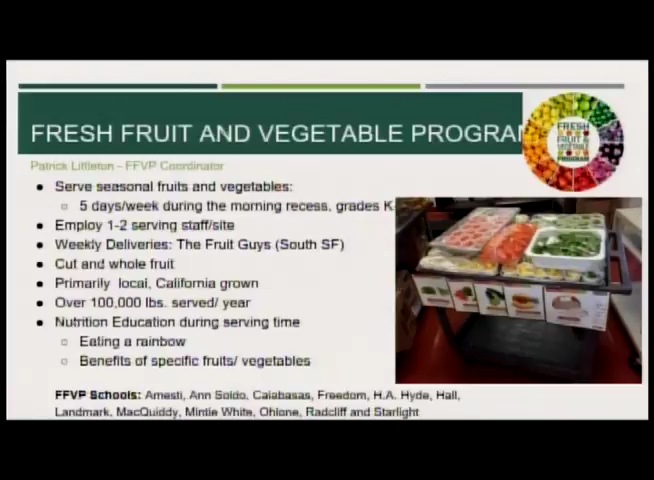 FRESH FRUIT AND VEGETABLE PROGRAM
FRESH
FRUIT &
VEGETABLE
PROGRAM
Patrick Littleton – FFVP Coordinator
● Serve seasonal fruits and vegetables:
○ 5 days/week during the morning recess, grades K
● Employ 1-2 serving staff/site
● Weekly Deliveries: The Fruit Guys (South SF)
● Cut and whole fruit
● Primarily local, California grown
● Over 100,000 lbs. served/ year
● Nutrition Education during serving time
○ Eating a rainbow
○ Benefits of specific fruits/ vegetables
FFVP Schools: Amesti, Ann Soldo, Calabasas, Freedom, H.A. Hyde, Hall,
Landmark, MacQuiddy, Mintie White, Ohlone, Radcliff and Starlight